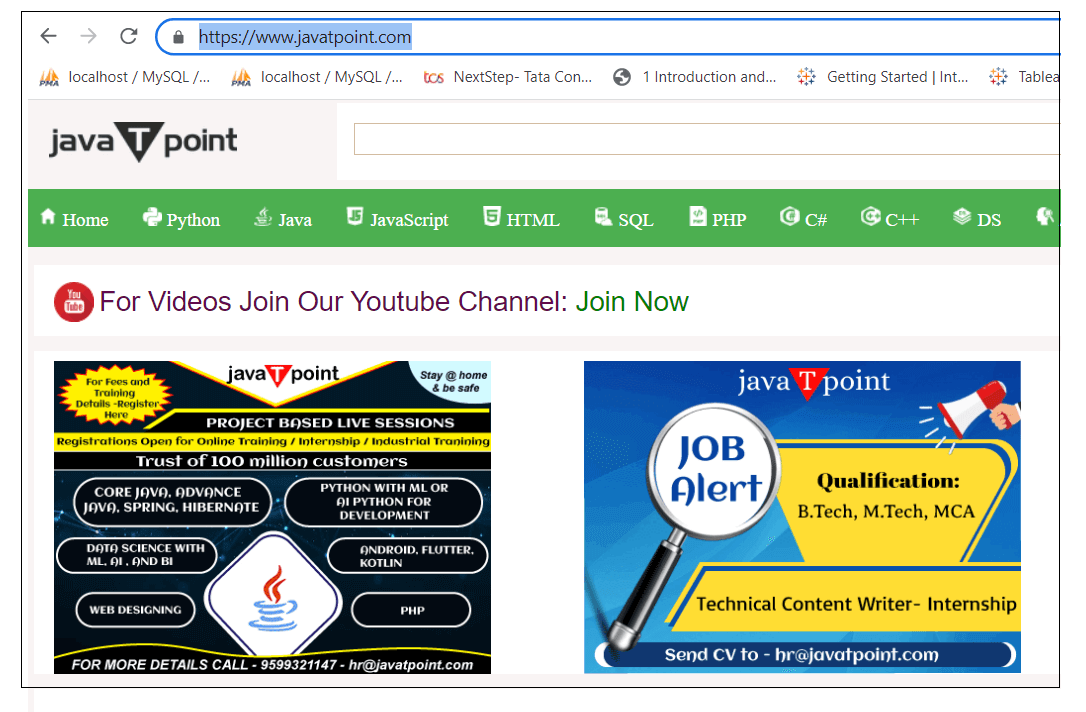 https://www.javatpoint.com
localhost / MySQL /... localhost / MySQL /... tcs NextStep- Tata Con... 1 Introduction and... Getting Started | Int... Tablea
PMA PMA
java T point
Home Python Java JavaScript HTML SQL PHP C# C++ DS
You Tube For Videos Join Our Youtube Channel: Join Now
For Fees and
Training
Details -Register
Here
java T point
Stay @ home
& be safe
PROJECT BASED LIVE SESSIONS
Registrations Open for Online Training / Internship / Industrial Tranining
Trust of 100 million customers
CORE JAVA, ADVANCE
JAVA, SPRING, HIBERNATE
PYTHON WITH ML OR
AI PYTHON FOR
DEVELOPMENT
DATA SCIENCE WITH
ML, AI , AND BI
ANDROID, FLUTTER,
KOTLIN
WEB DESIGNING
PHP
FOR MORE DETAILS CALL - 9599321147 - hr@javatpoint.com
java T point
JOB
Alert
Qualification:
B.Tech, M.Tech, MCA
Technical Content Writer- Internship
Send CV to - hr@javatpoint.com